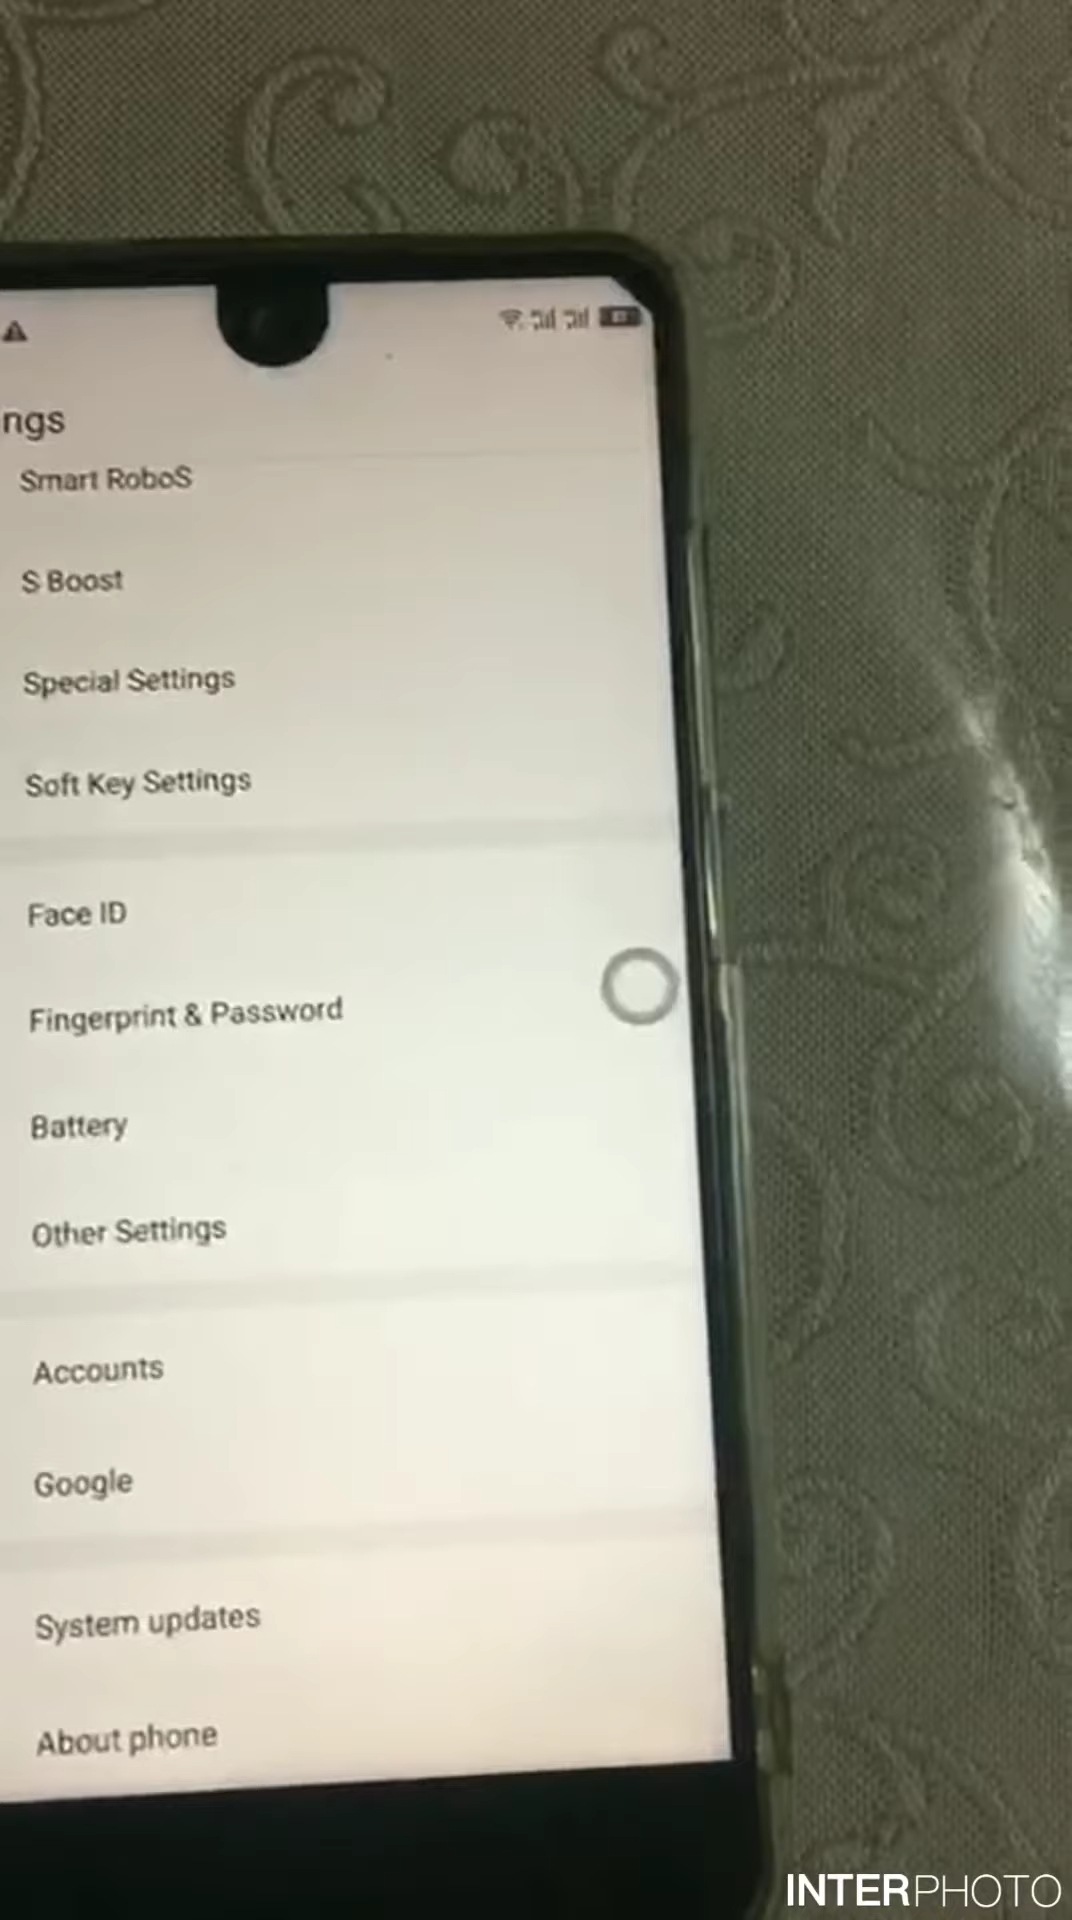 ngs
Smart RoboS
S Boost
Special Settings
Soft Key Settings
Face ID
Fingerprint & Password
Battery
Other Settings
Accounts
Google
System updates
About phone
INTERPHOTO